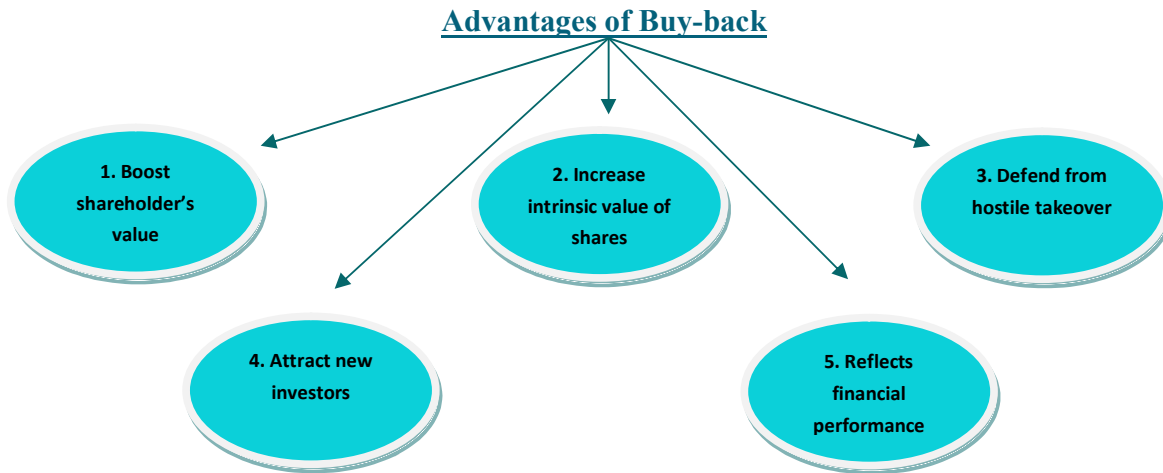 Advantages of Buy-back
1. Boost
shareholder’s
value
2. Increase
intrinsic value of
shares
3. Defend from
hostile takeover
4. Attract new
investors
5. Reflects
financial
performance